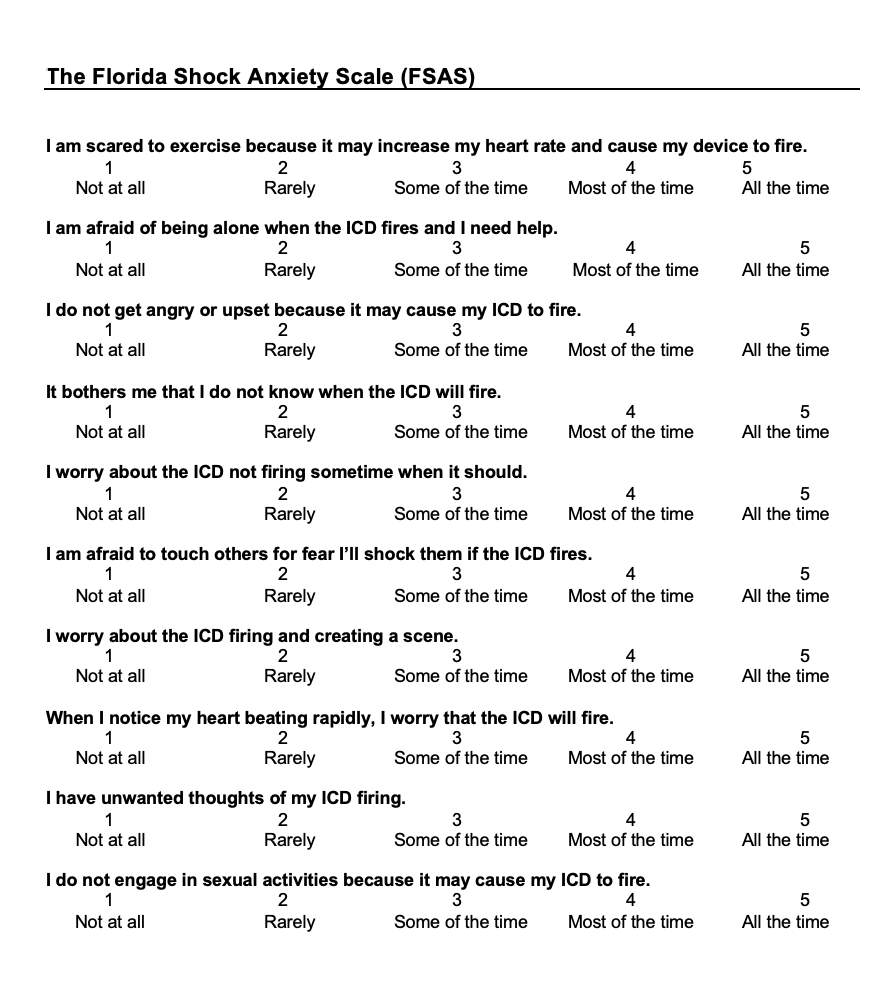 The Florida Shock Anxiety Scale (FSAS)
I am scared to exercise because it may increase my heart rate and cause my device to fire.
1 2 3 4 5
Not at all Rarely Some of the time Most of the time All the time
I am afraid of being alone when the ICD fires and I need help.
1 2 3 4 5
Not at all Rarely Some of the time Most of the time All the time
I do not get angry or upset because it may cause my ICD to fire.
1 2 3 4 5
Not at all Rarely Some of the time Most of the time All the time
It bothers me that I do not know when the ICD will fire.
1 2 3 4 5
Not at all Rarely Some of the time Most of the time All the time
I worry about the ICD not firing sometime when it should.
1 2 3 4 5
Not at all Rarely Some of the time Most of the time All the time
I am afraid to touch others for fear I’ll shock them if the ICD fires.
1 2 3 4 5
Not at all Rarely Some of the time Most of the time All the time
I worry about the ICD firing and creating a scene.
1 2 3 4 5
Not at all Rarely Some of the time Most of the time All the time
When I notice my heart beating rapidly, I worry that the ICD will fire.
1 2 3 4 5
Not at all Rarely Some of the time Most of the time All the time
I have unwanted thoughts of my ICD firing.
1 2 3 4 5
Not at all Rarely Some of the time Most of the time All the time
I do not engage in sexual activities because it may cause my ICD to fire.
1 2 3 4 5
Not at all Rarely Some of the time Most of the time All the time